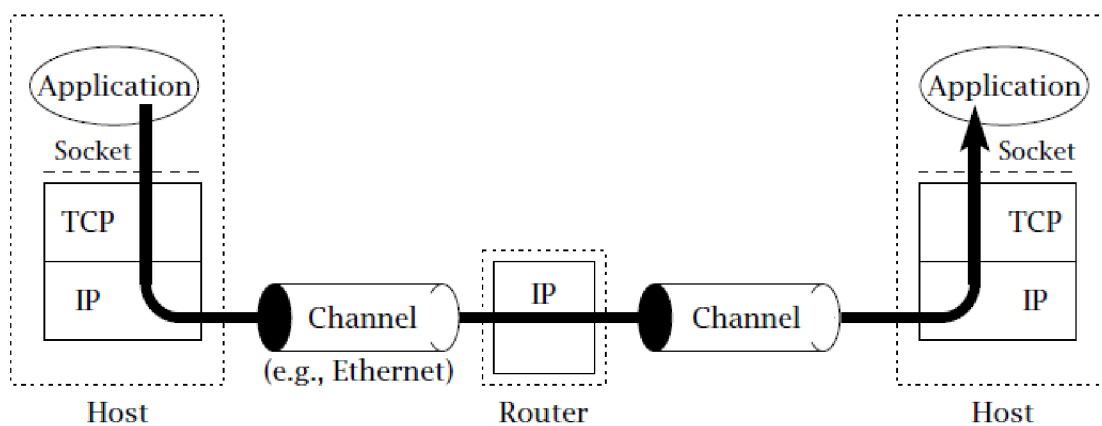 Application
Socket
TCP
IP
Host
Channel
(e.g., Ethernet)
IP
Router
Channel
Application
Socket
TCP
IP
Host